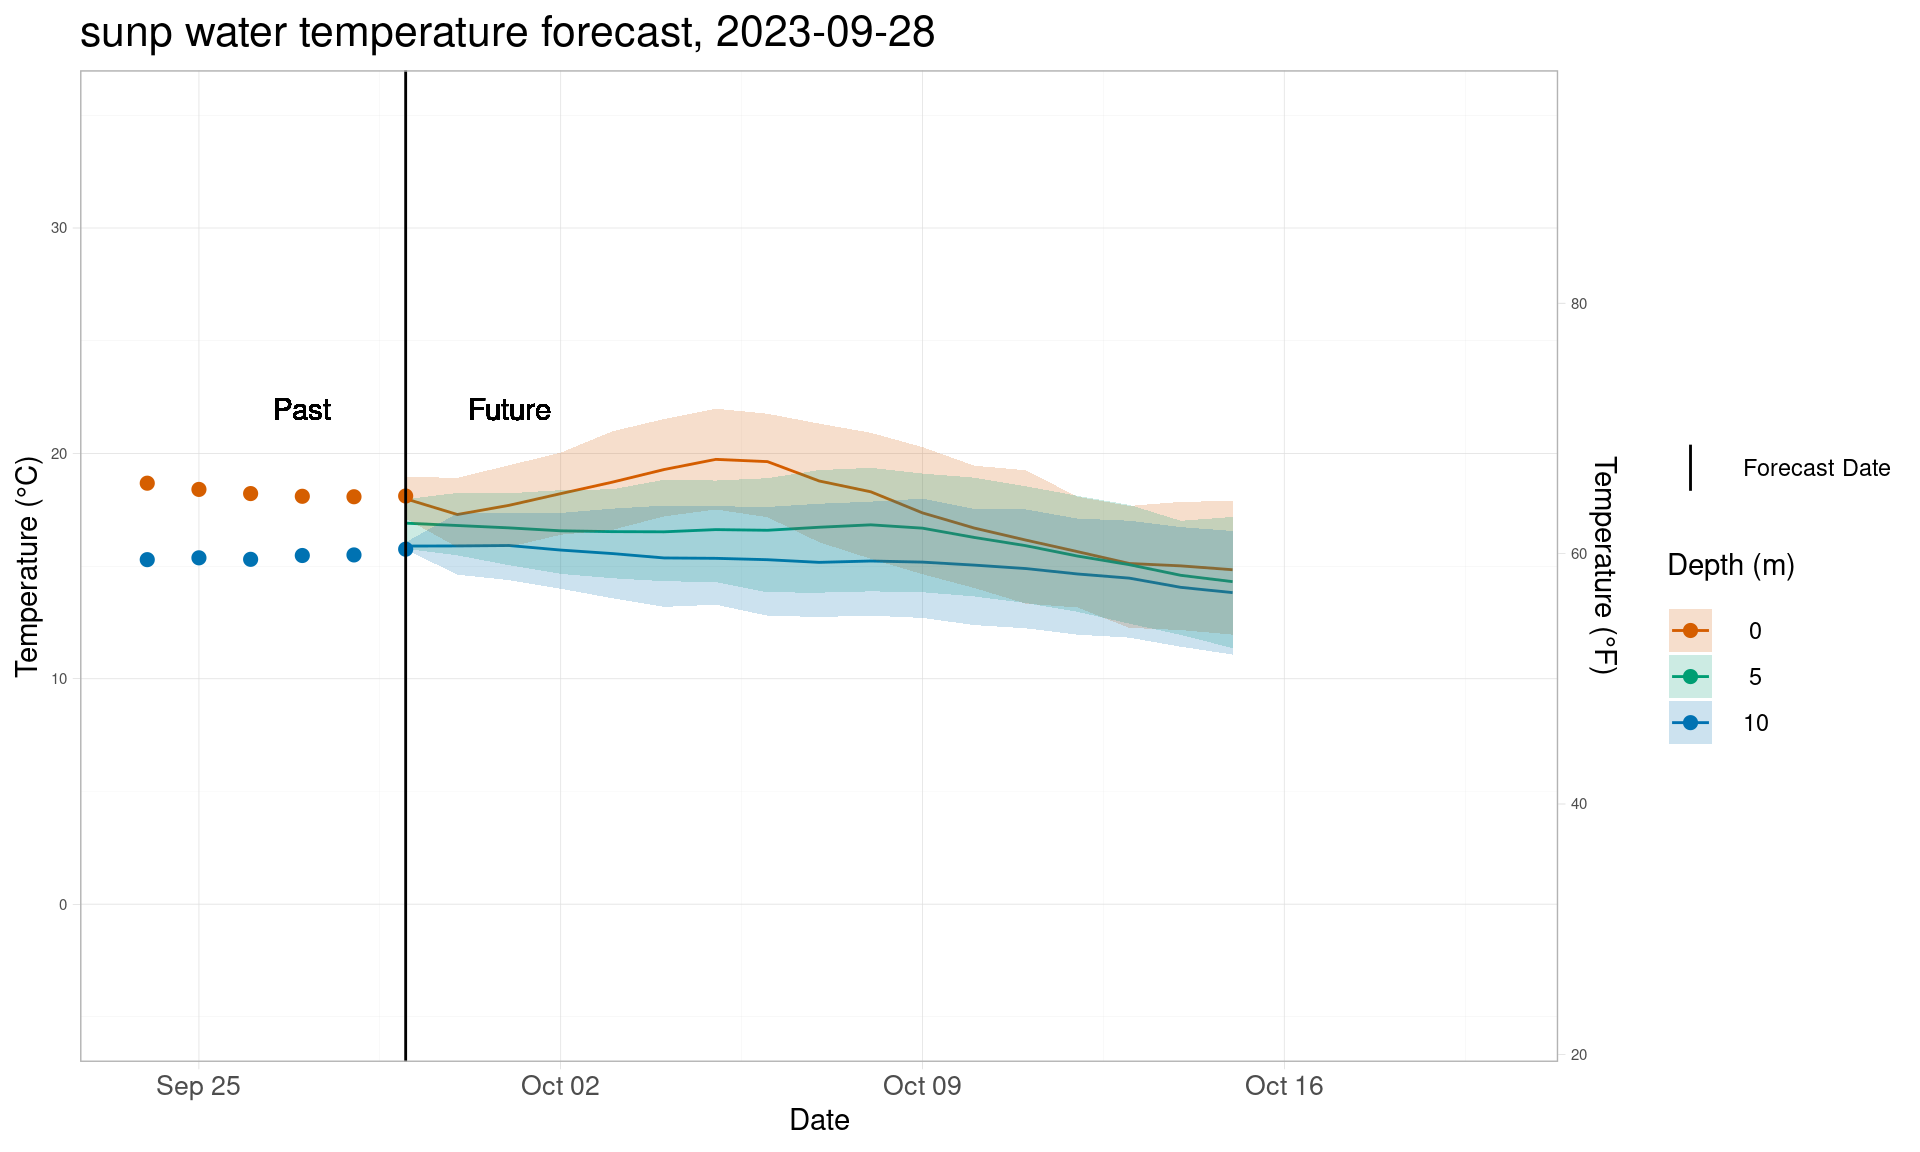 sunp water temperature forecast, 2023-09-28
Temperature (°C)
30
20
10
0
Past
Future
80
60
40
20
Temperature (°F)
Sep 25
Oct 02
Oct 09
Oct 16
Date
Forecast Date
Depth (m)
0
5
10